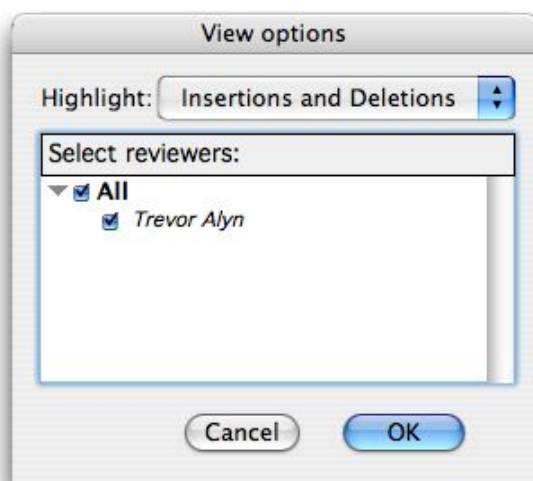 View options
Highlight: Insertions and Deletions
Select reviewers:
All
Trevor Alyn
Cancel OK